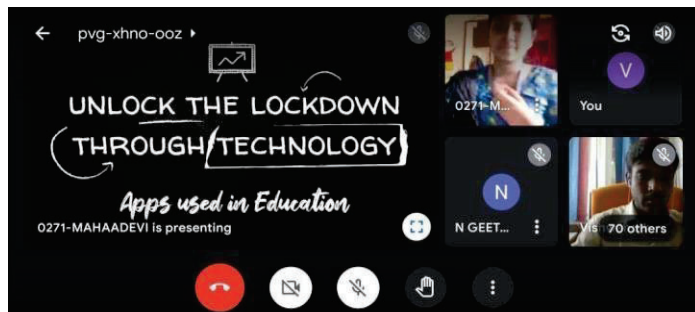 pvg-xhno-ooz
UNLOCK THE LOCKDOWN
THROUGH TECHNOLOGY
Apps used in Education
0271-MAHAADEVI is presenting
0271-M...
V
You
N
N GEET...
70 others